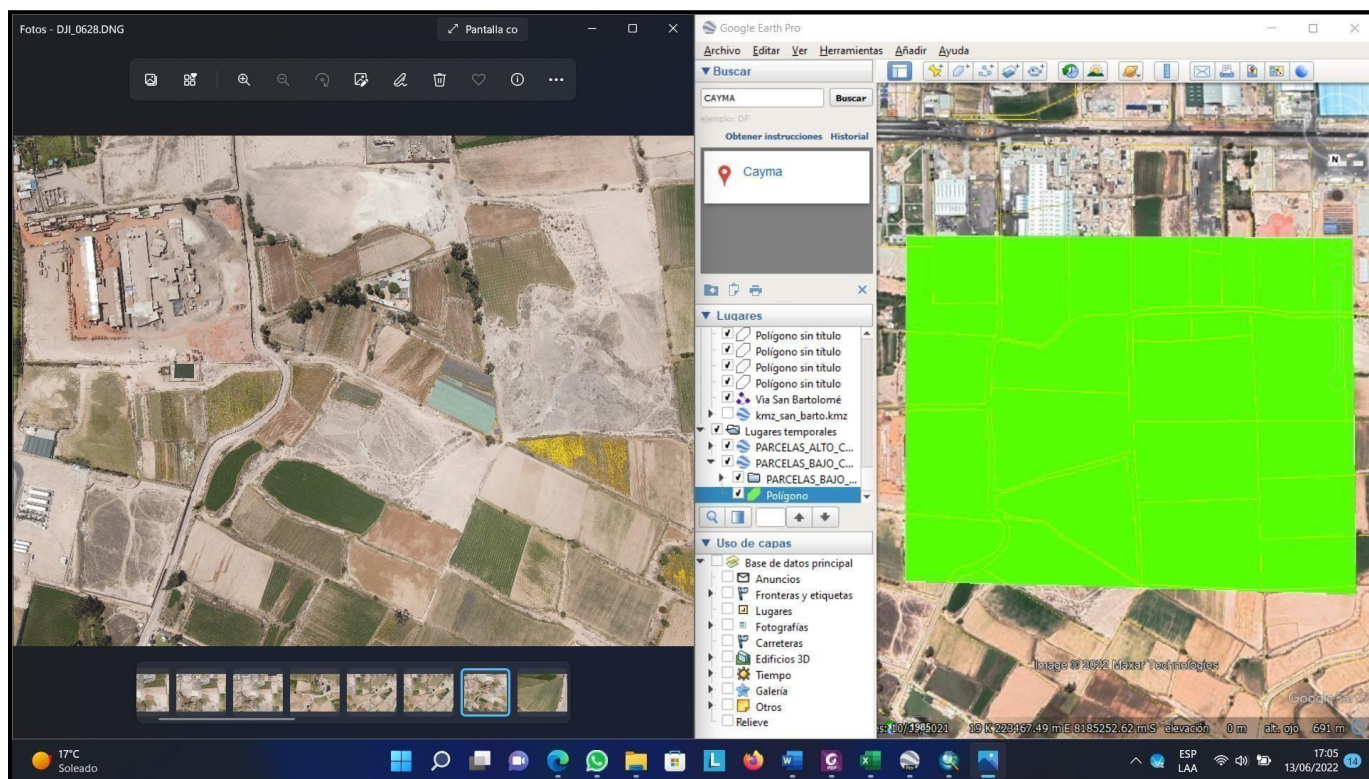 Fotos - DJI_0628.DNG
Pantalla co
Google Earth Pro
Archivo Editar Ver Herramientas Añadir Ayuda
Buscar
CAYMA
Buscar
ejemplo: DF
Obtener instrucciones Historial
Cayma
N
Lugares
Polígono sin título
Polígono sin título
Polígono sin título
Polígono sin título
Via San Bartolomé
kmz_san_barto.kmz
Lugares temporales
PARCELAS_ALTO_C...
PARCELAS_BAJO_C...
PARCELAS_BAJO_...
Polígono
Uso de capas
Base de datos principal
Anuncios
Fronteras y etiquetas
Lugares
Fotografías
Carreteras
Edificios 3D
Tiempo
Galería
Otros
Relieve
Image © 2022 Maxar Technologies
19 K 223467.49 m E 8185252.62 m S elevación 0 m alt. ojo 691 m
17°C
Soleado
ESP
LAA
17:05
13/06/2022
14